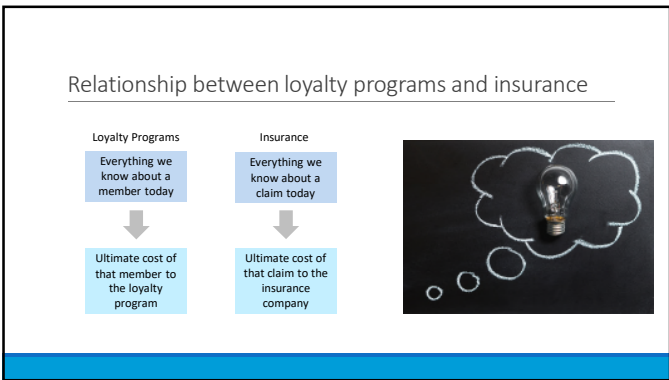 Relationship between loyalty programs and insurance
Loyalty Programs
Everything we
know about a
member today
Ultimate cost of
that member to
the loyalty
program
Insurance
Everything we
know about a
claim today
Ultimate cost of
that claim to the
insurance
company